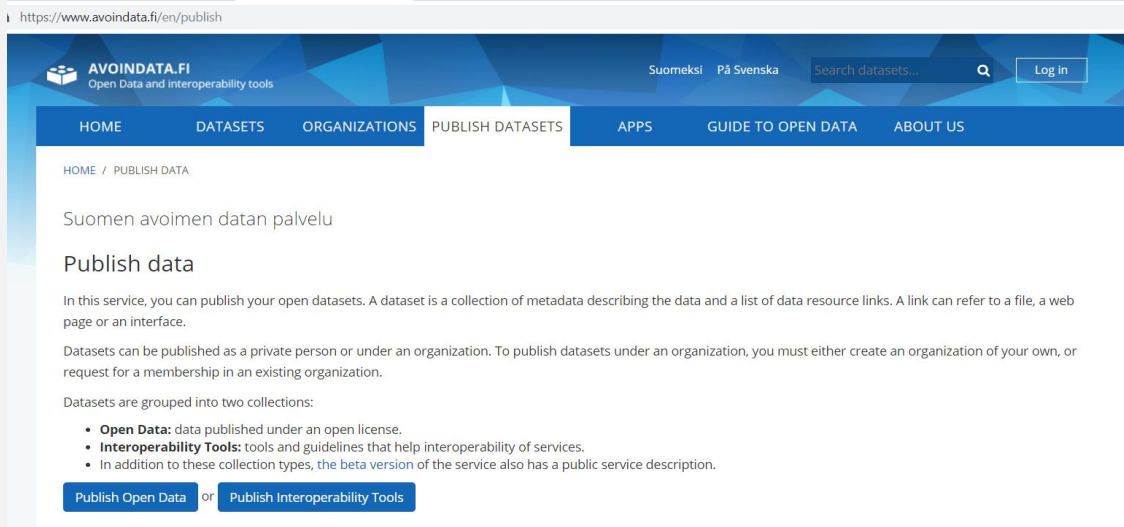 https://www.avoindata.fi/en/publish
AVOINDATA.FI
Open Data and interoperability tools
Suomeksi På Svenska Search datasets... Log in
HOME DATASETS ORGANIZATIONS PUBLISH DATASETS APPS GUIDE TO OPEN DATA ABOUT US
HOME / PUBLISH DATA
Suomen avoimen datan palvelu
Publish data
In this service, you can publish your open datasets. A dataset is a collection of metadata describing the data and a list of data resource links. A link can refer to a file, a web
page or an interface.
Datasets can be published as a private person or under an organization. To publish datasets under an organization, you must either create an organization of your own, or
request for a membership in an existing organization.
Datasets are grouped into two collections:
• Open Data: data published under an open license.
• Interoperability Tools: tools and guidelines that help interoperability of services.
• In addition to these collection types, the beta version of the service also has a public service description.
Publish Open Data or Publish Interoperability Tools